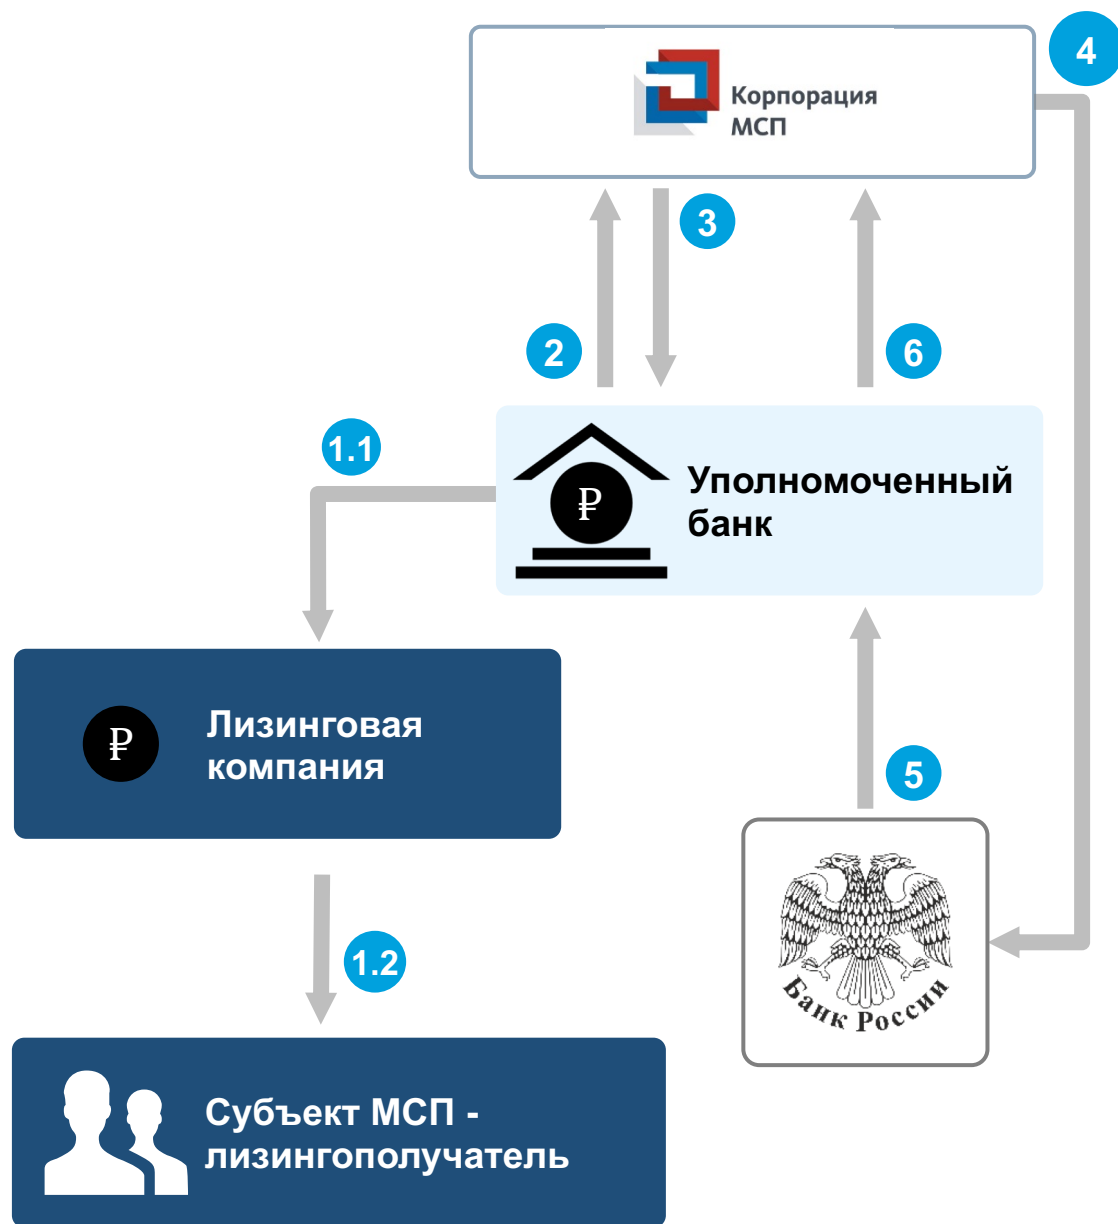 4
Корпорация
МСП
3
2
6
1.1
₽
Уполномоченный
банк
₽
Лизинговая
компания
5
1.2
Банк России
Субъект МСП -
лизингополучатель